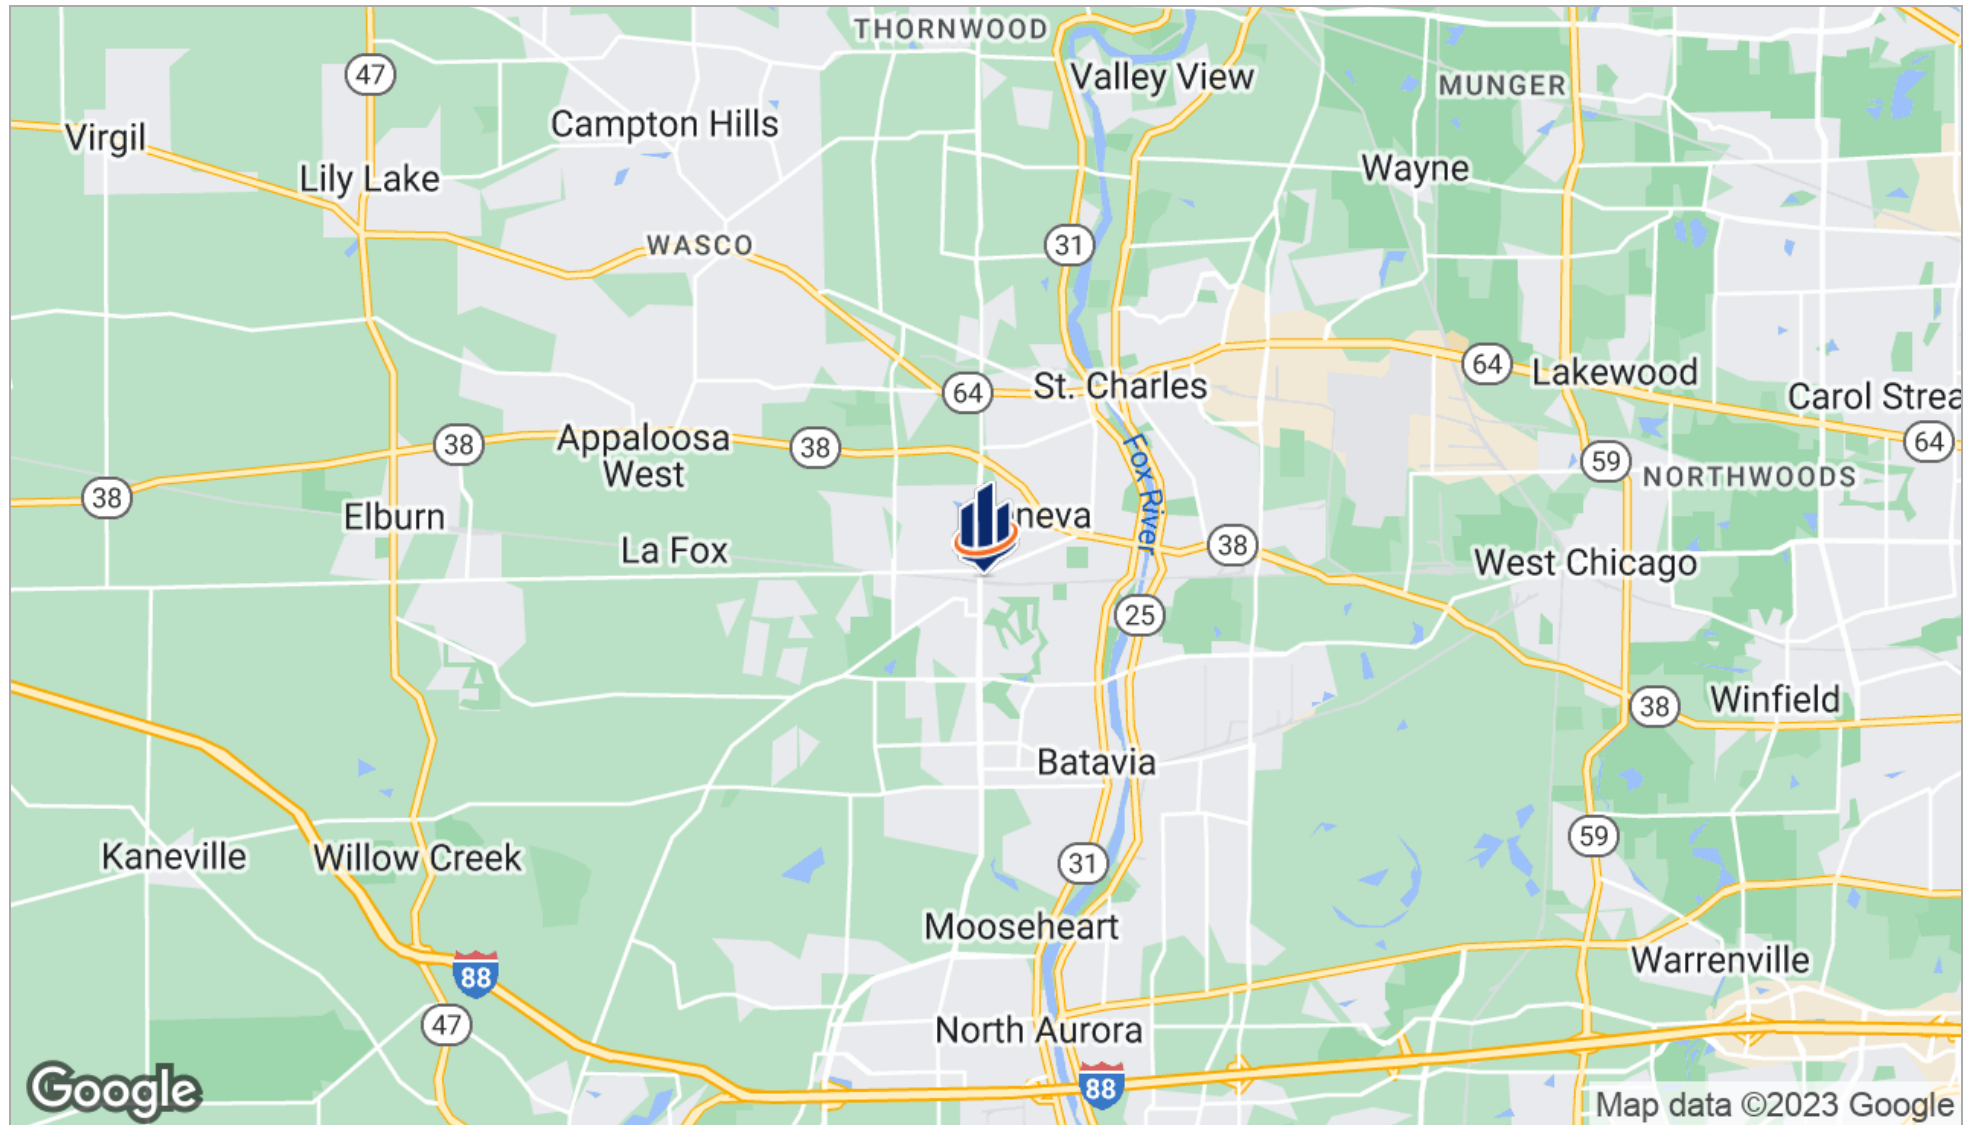 THORNWOOD
47
Valley View
MUNGER
Virgil
Campton Hills
Wayne
Lily Lake
WASCO
31
64
St. Charles
64
Lakewood
Carol Strea
Appaloosa
West
38
38
64
59
NORTHWOODS
38
Elburn
neva
Fox River
38
La Fox
West Chicago
25
38
Winfield
Batavia
59
Kaneville
Willow Creek
31
Mooseheart
88
Warrenville
47
North Aurora
88
Google
Map data ©2023 Google